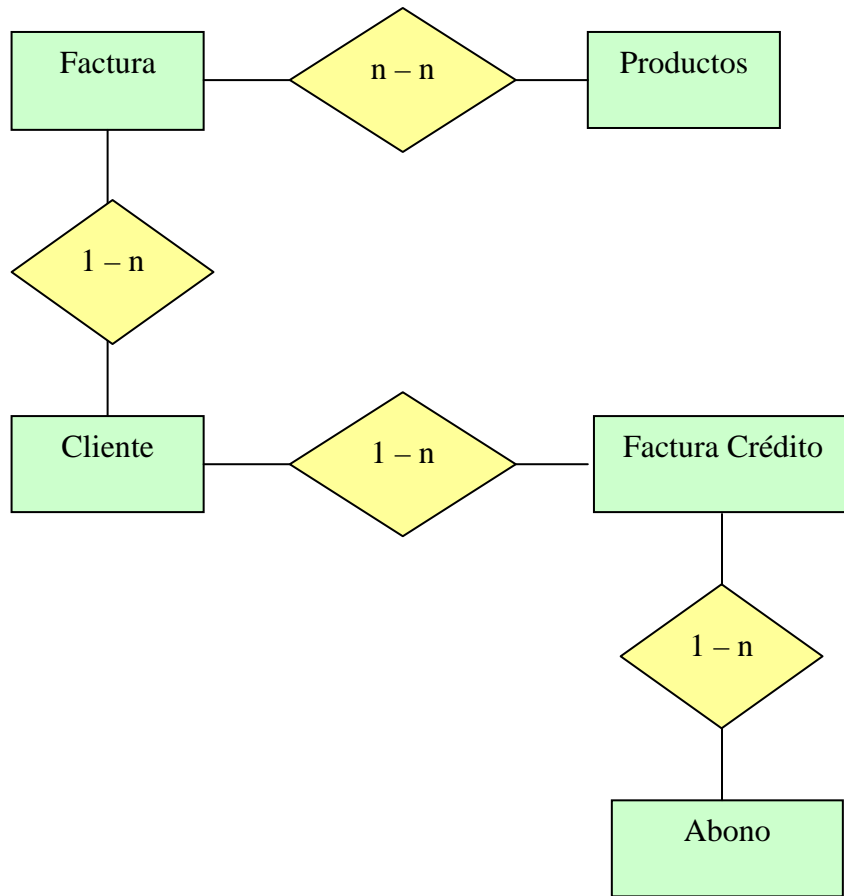 Factura
n – n
Productos
1 – n
Cliente
1 – n
Factura Crédito
1 – n
Abono